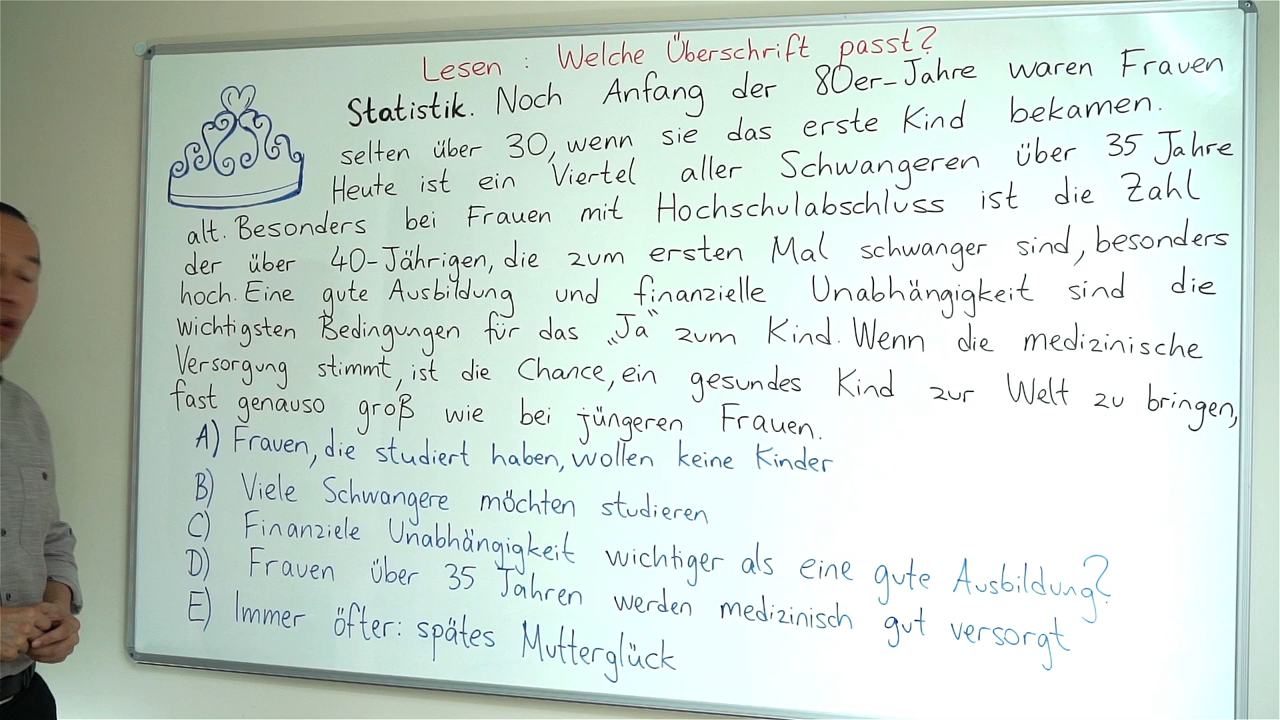 Lesen : Welche Überschrift passt?
Statistik. Noch Anfang der 80er-Jahre waren Frauen
selten über 30, wenn sie das erste Kind bekamen.
Heute ist ein Viertel aller Schwangeren über 35 Jahre
alt. Besonders bei Frauen mit Hochschulabschluss ist die Zahl
der über 40-Jährigen, die zum ersten Mal schwanger sind, besonders
hoch. Eine gute Ausbildung und finanzielle Unabhängigkeit sind die
wichtigsten Bedingungen für das „Ja“ zum Kind. Wenn die medizinische
Versorgung stimmt, ist die Chance, ein gesundes Kind zur Welt zu bringen,
fast genauso groß wie bei jüngeren Frauen.
A) Frauen, die studiert haben, wollen keine Kinder
B) Viele Schwangere möchten studieren
C) Finanziele Unabhängigkeit wichtiger als eine gute Ausbildung?
D) Frauen über 35 Jahren werden medizinisch gut versorgt
E) Immer öfter: spätes Mutterglück